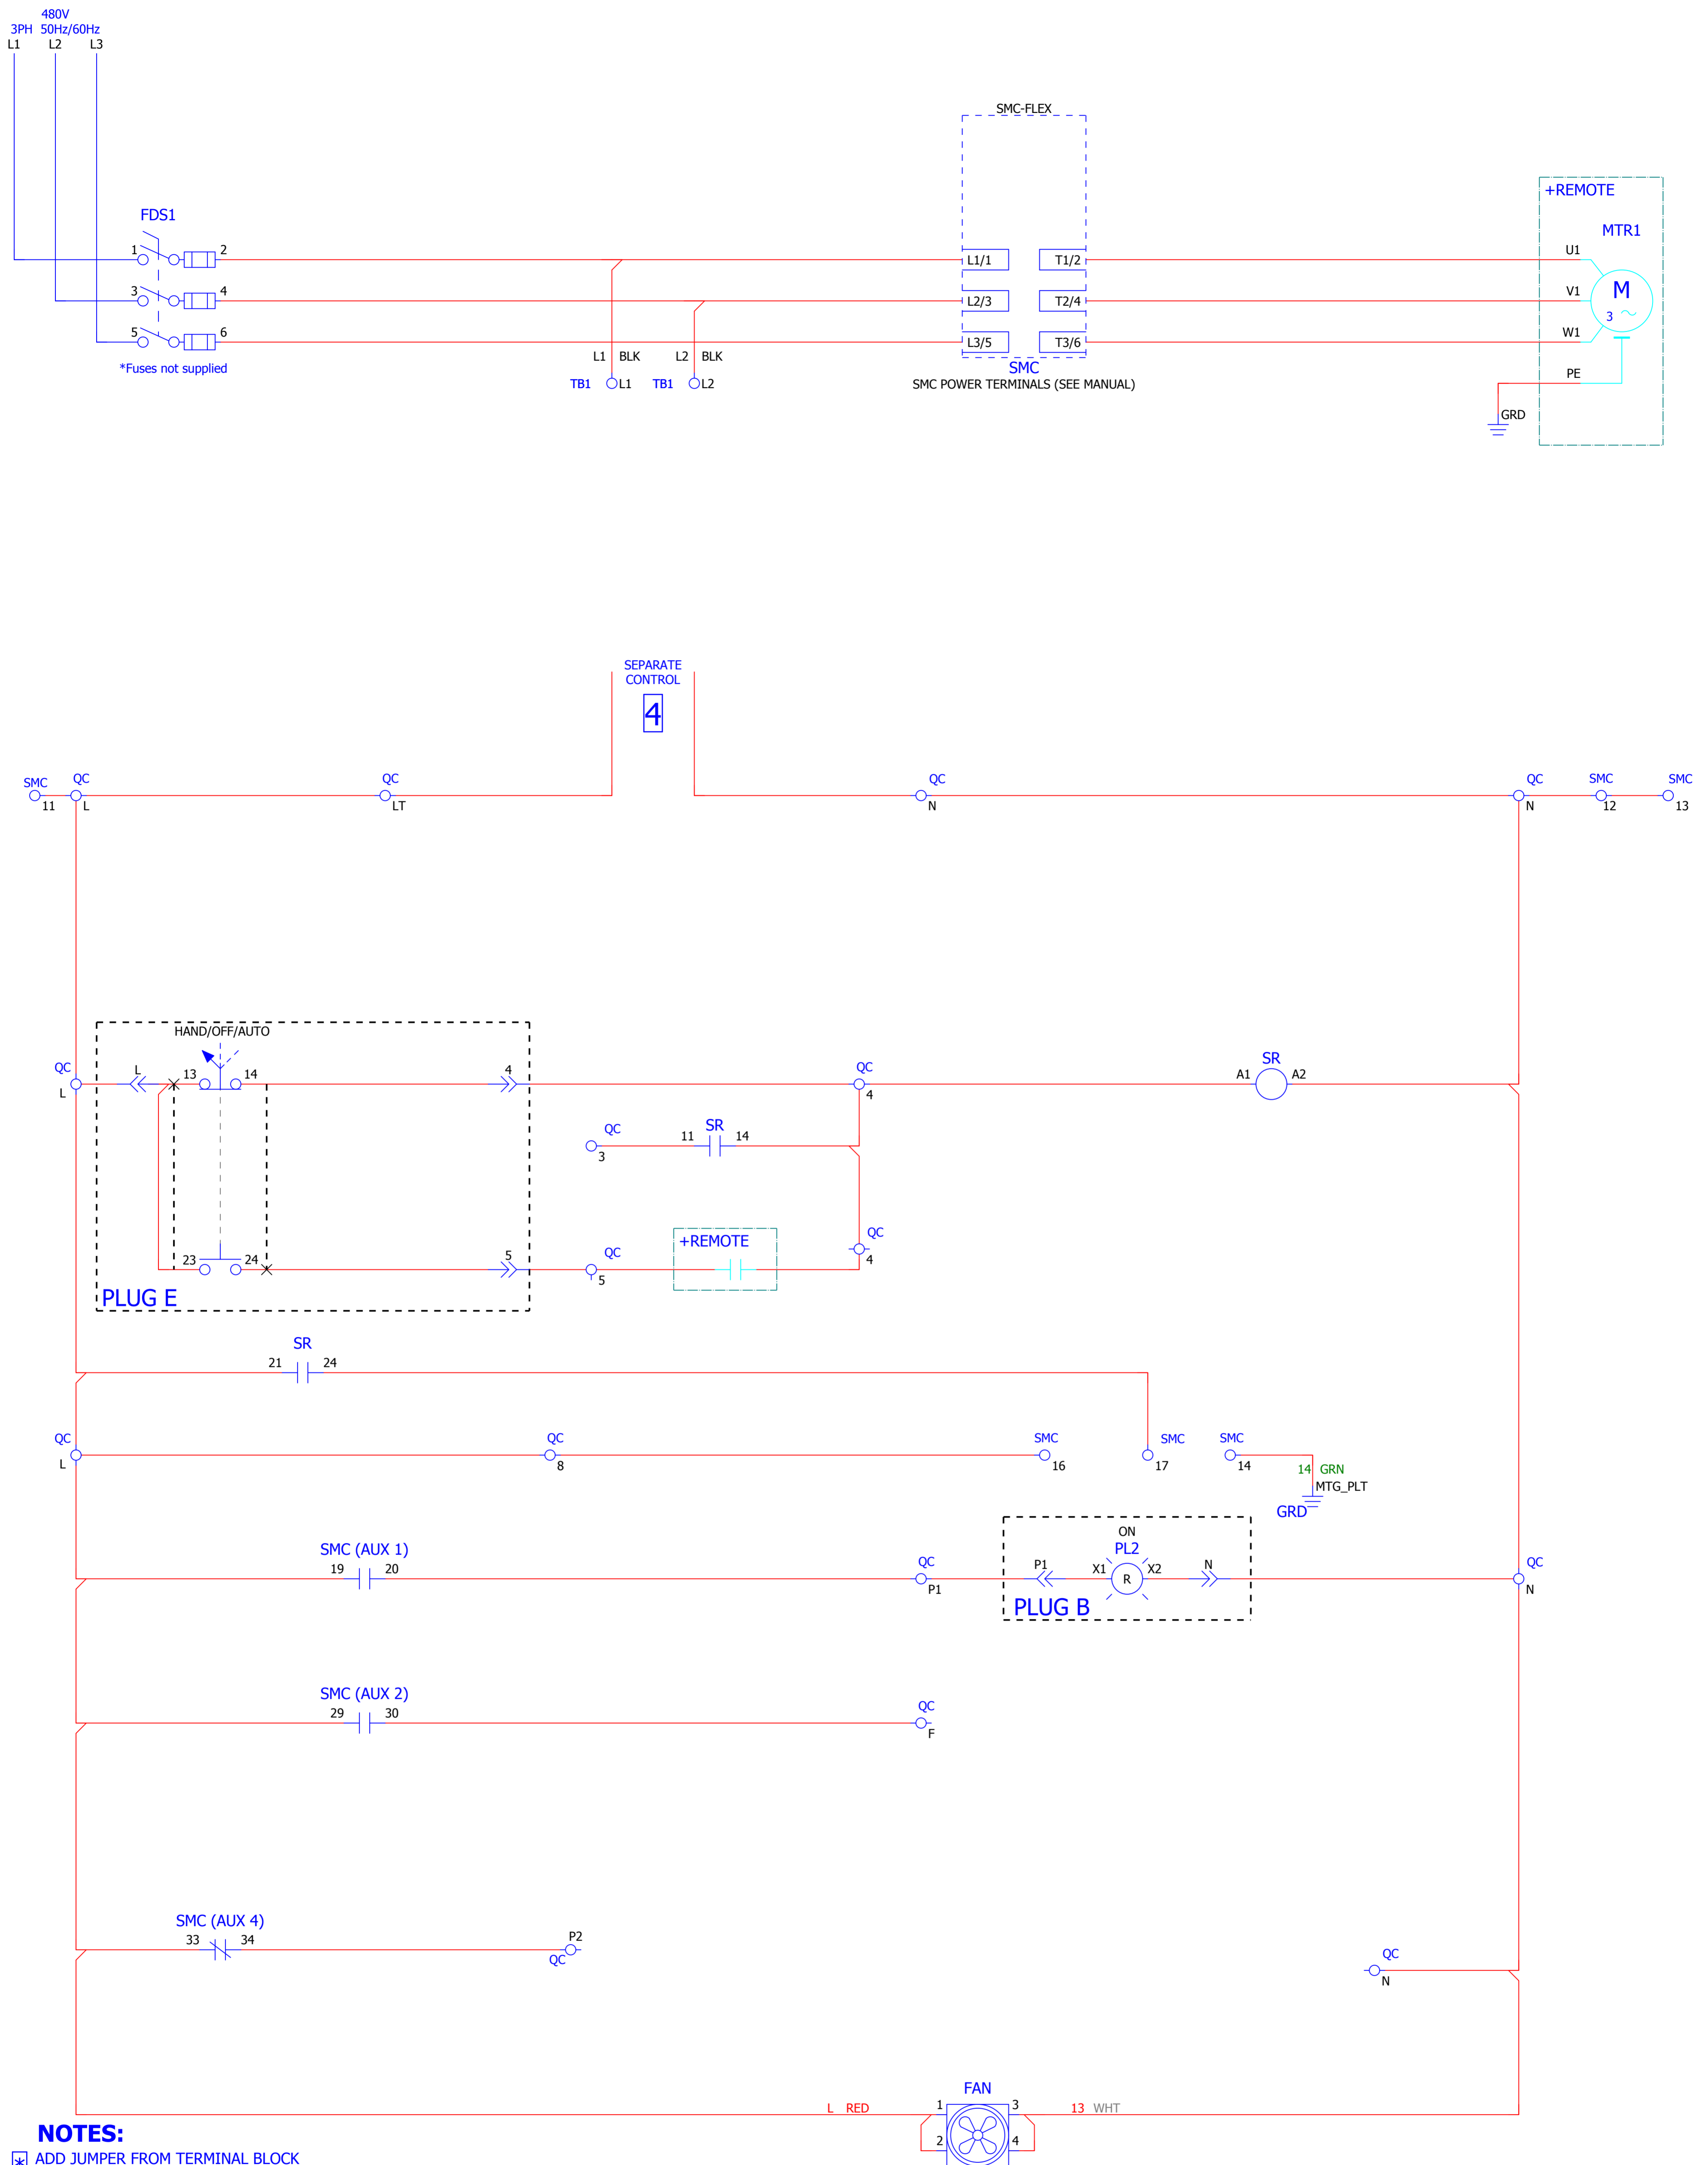 480V
3PH 50Hz/60Hz
L1 L2 L3
SMC-FLEX
+REMOTE
FDS1
MTR1
1 2 L1/1 T1/2 U1
3 4 L2/3 T2/4 V1 M
3
5 6 L3/5 T3/6 W1
L1 BLK L2 BLK
*Fuses not supplied
SMC
TB1 L1 TB1 L2
SMC POWER TERMINALS (SEE MANUAL)
PE
GRD
SEPARATE
CONTROL
4
SMC QC QC QC QC SMC SMC
11 L LT N N 12 13
HAND/OFF/AUTO
QC L 13 14 4 QC SR
A1 A2
L 4
QC 11 SR 14
3
QC
+REMOTE
QC
23 24 5 4
5
PLUG E
SR
21 24
QC QC SMC SMC SMC
L 8 16 17 14
14 GRN
MTG_PLT
GRD
ON
SMC (AUX 1) PL2
19 20 QC P1 X1 R X2 N QC
P1 N
PLUG B
SMC (AUX 2)
29 30 QC
F
SMC (AUX 4)
33 34 P2
QC QC
N
FAN
L RED 1 3 13 WHT
2 4
NOTES:
* ADD JUMPER FROM TERMINAL BLOCK